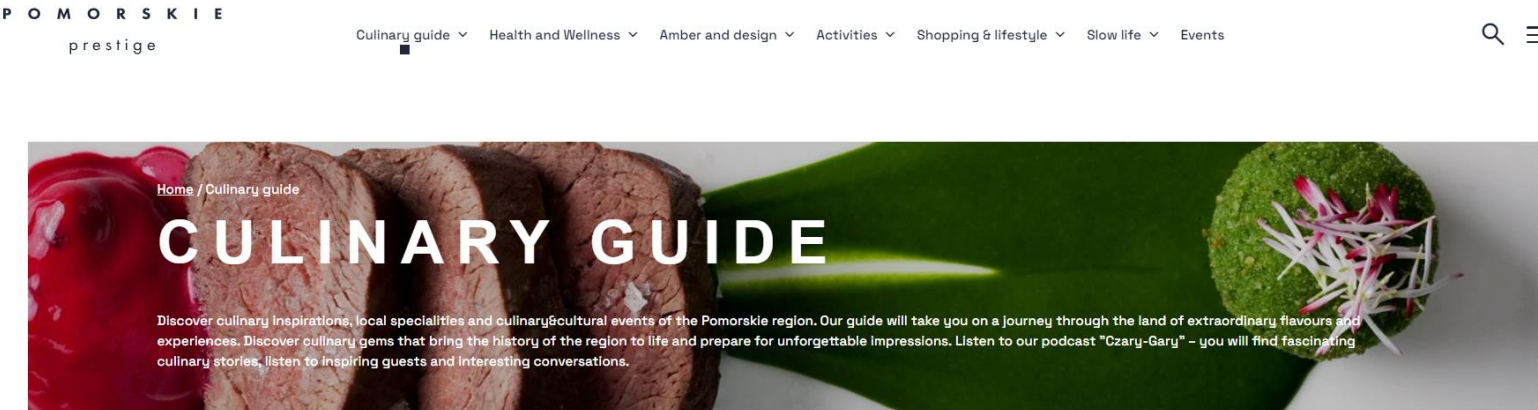 POMORSKIE
prestige
Culinary guide Health and Wellness Amber and design Activities Shopping & lifestyle Slow life Events
Home / Culinary guide
CULINARY GUIDE
Discover culinary inspirations, local specialities and culinary&cultural events of the Pomorskie region. Our guide will take you on a journey through the land of extraordinary flavours and
experiences. Discover culinary gems that bring the history of the region to life and prepare for unforgettable impressions. Listen to our podcast "Czary-Gary" – you will find fascinating
culinary stories, listen to inspiring guests and interesting conversations.